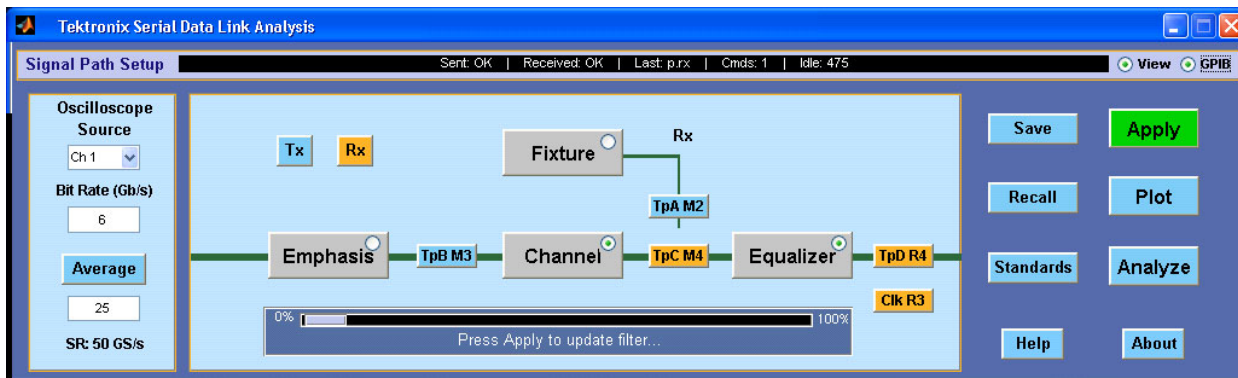 Tektronix Serial Data Link Analysis
Signal Path Setup
Sent: OK | Received: OK | Last: p.rx | Cmds: 1 | Idle: 475
View
GPIB
Oscilloscope
Source
Ch 1
Bit Rate (Gb/s)
6
Average
25
SR: 50 GS/s
Tx
Rx
Fixture
Rx
TpA M2
Emphasis
TpB M3
Channel
TpC M4
Equalizer
TpD R4
Clk R3
0%
100%
Press Apply to update filter...
Save
Apply
Recall
Plot
Standards
Analyze
Help
About